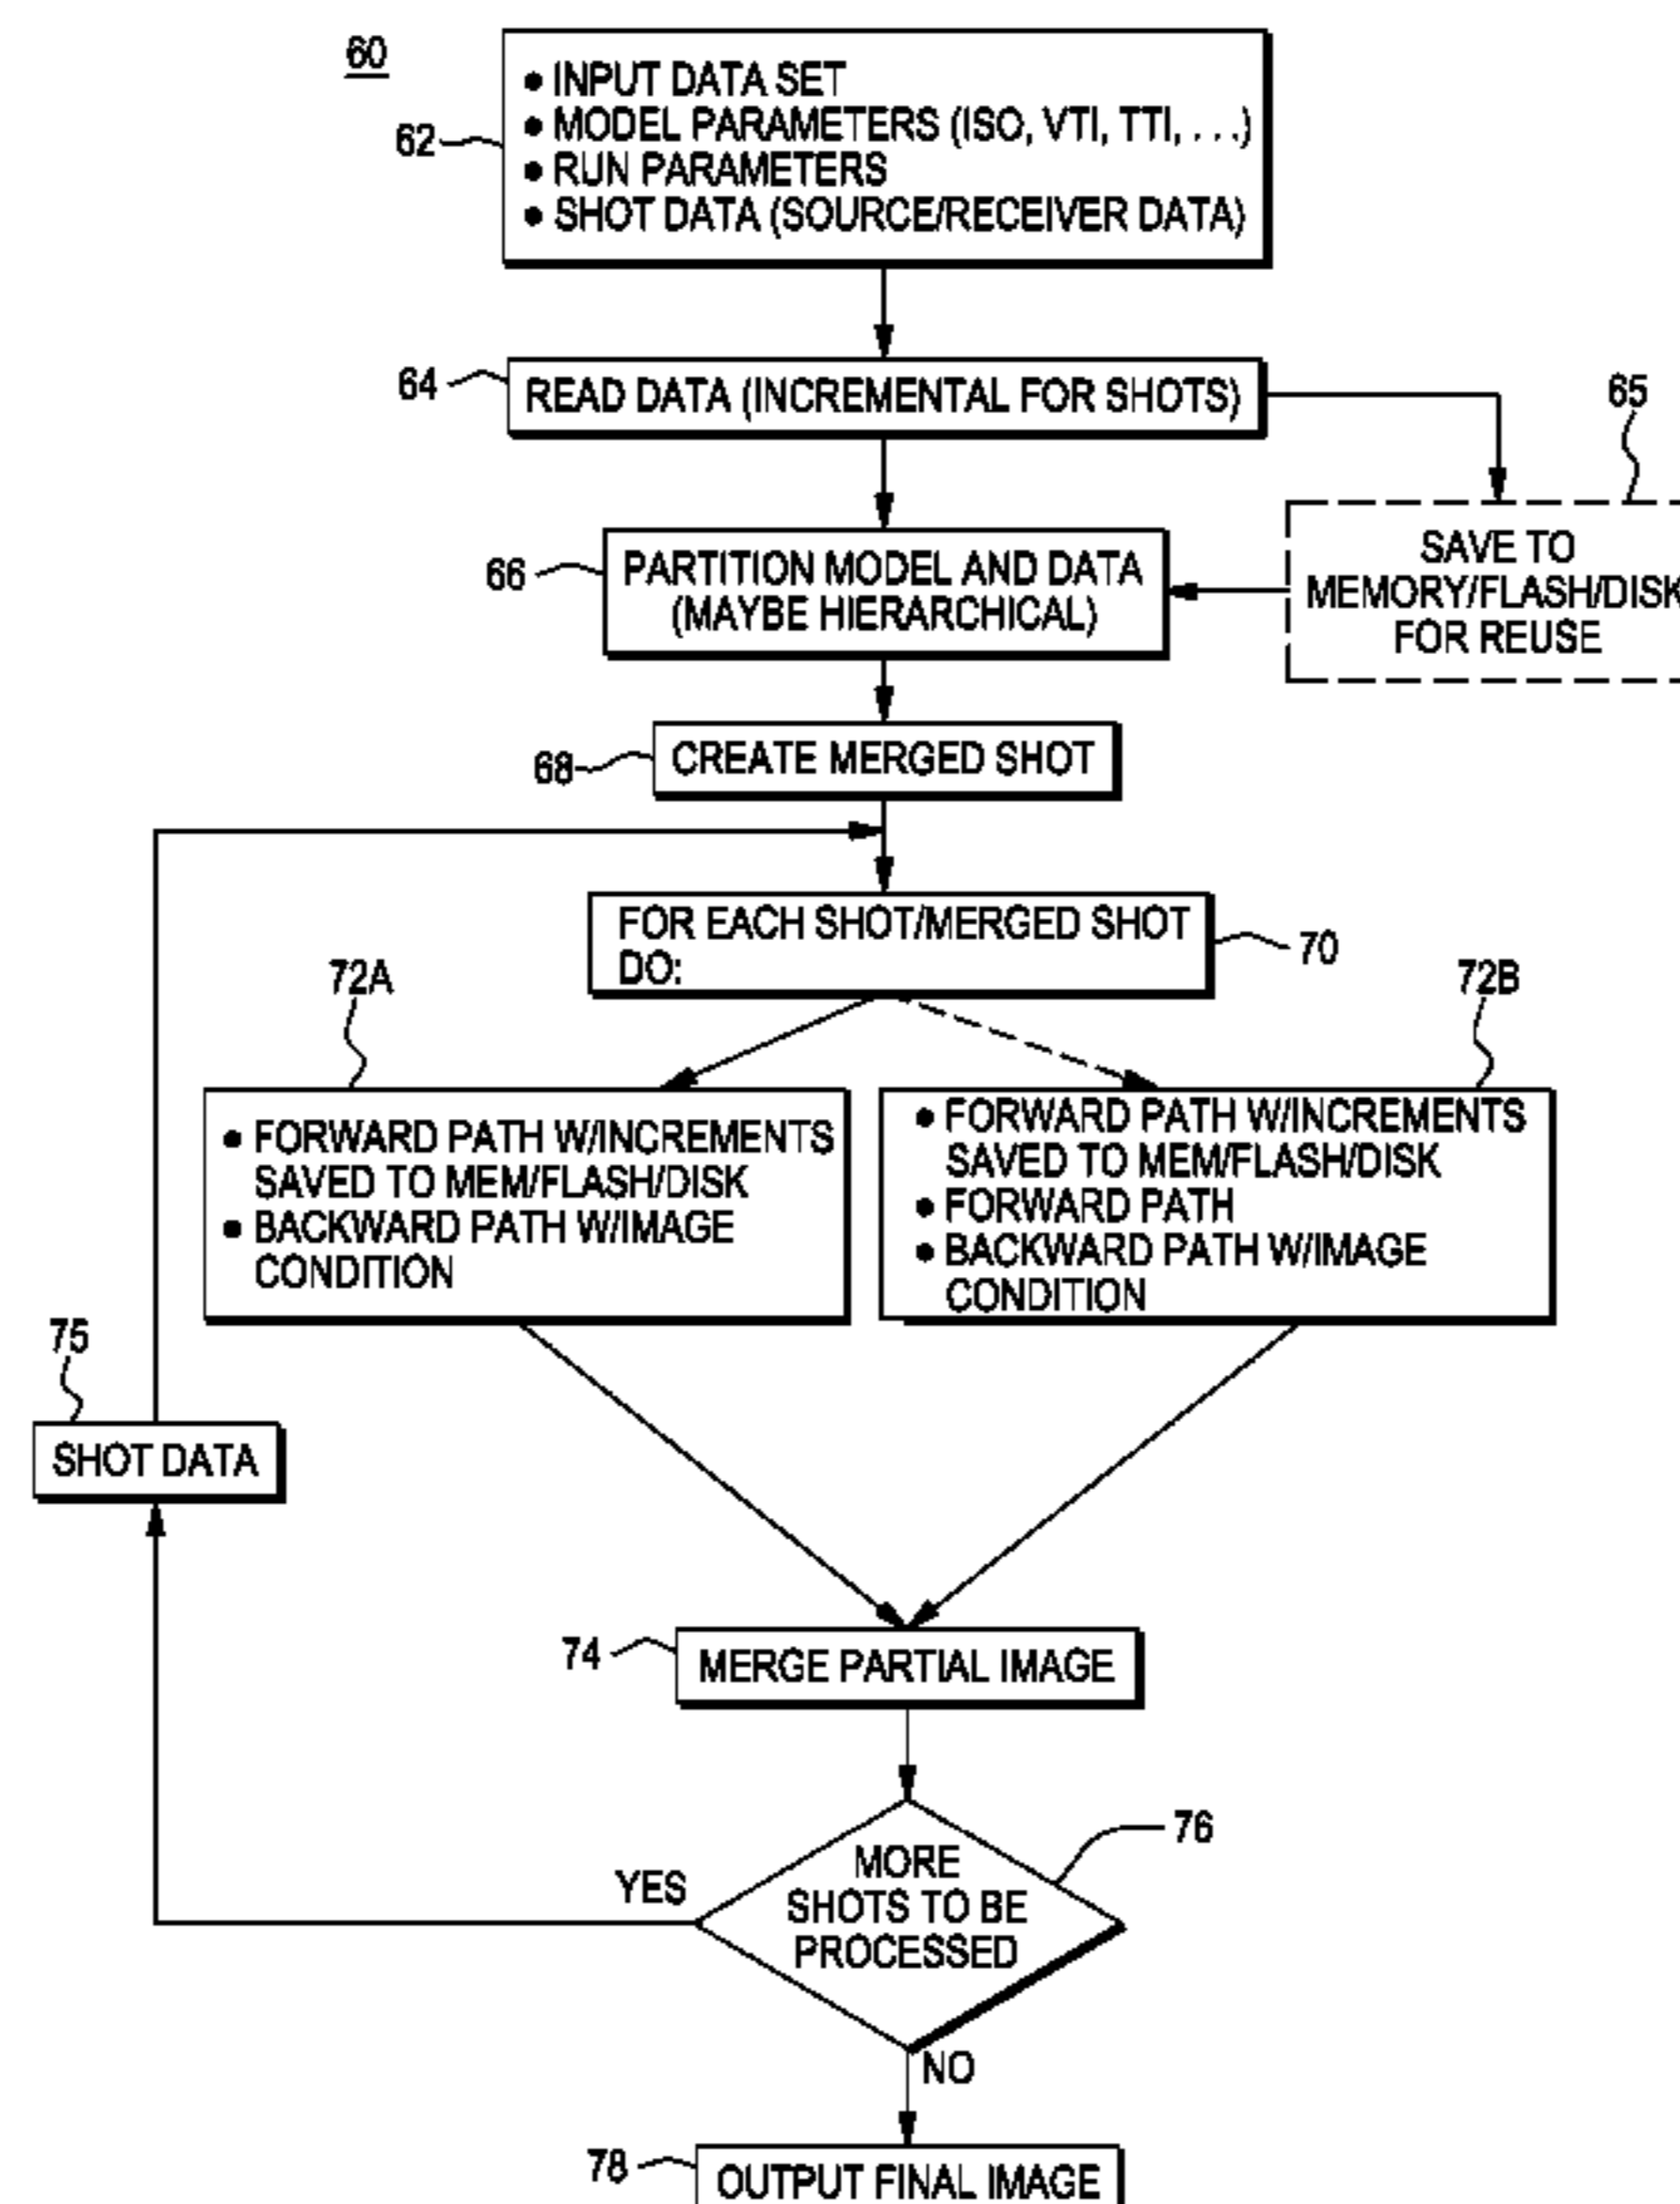 60
62
• INPUT DATA SET
• MODEL PARAMETERS (ISO, VTI, TTI, . . .)
• RUN PARAMETERS
• SHOT DATA (SOURCE/RECEIVER DATA)
64
READ DATA (INCREMENTAL FOR SHOTS)
65
SAVE TO
MEMORY/FLASH/DISK
FOR REUSE
66
PARTITION MODEL AND DATA
(MAYBE HIERARCHICAL)
68
CREATE MERGED SHOT
FOR EACH SHOT/MERGED SHOT
DO:
70
72A
• FORWARD PATH W/INCREMENTS
SAVED TO MEM/FLASH/DISK
• BACKWARD PATH W/IMAGE
CONDITION
72B
• FORWARD PATH W/INCREMENTS
SAVED TO MEM/FLASH/DISK
• FORWARD PATH
• BACKWARD PATH W/IMAGE
CONDITION
75
SHOT DATA
74
MERGE PARTIAL IMAGE
76
MORE
SHOTS TO BE
PROCESSED
YES
NO
78
OUTPUT FINAL IMAGE